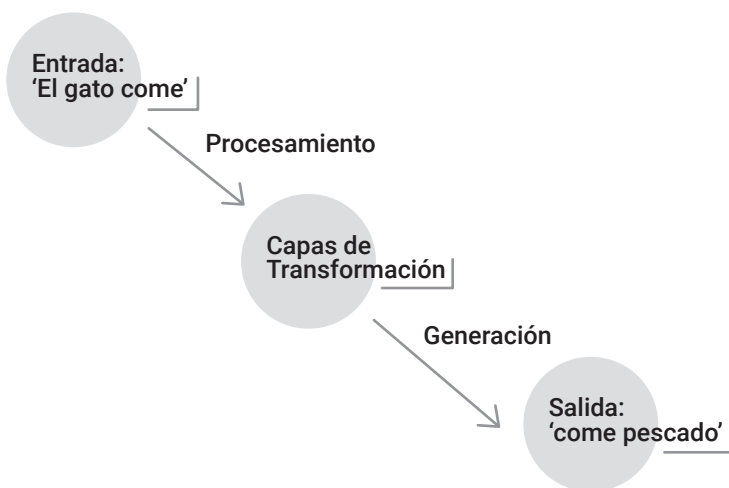 Entrada:
‘El gato come’
Procesamiento
Capas de
Transformación
Generación
Salida:
‘come pescado’